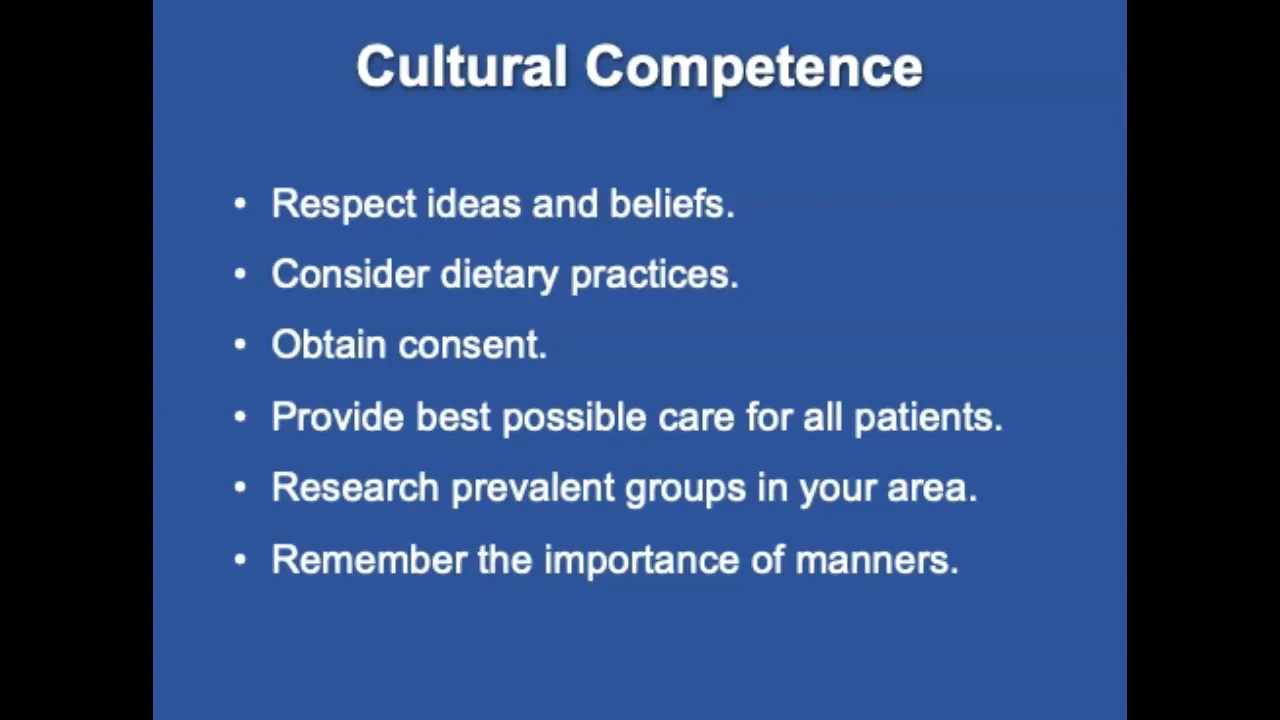 Cultural Competence
• Respect ideas and beliefs.
• Consider dietary practices.
• Obtain consent.
• Provide best possible care for all patients.
• Research prevalent groups in your area.
• Remember the importance of manners.